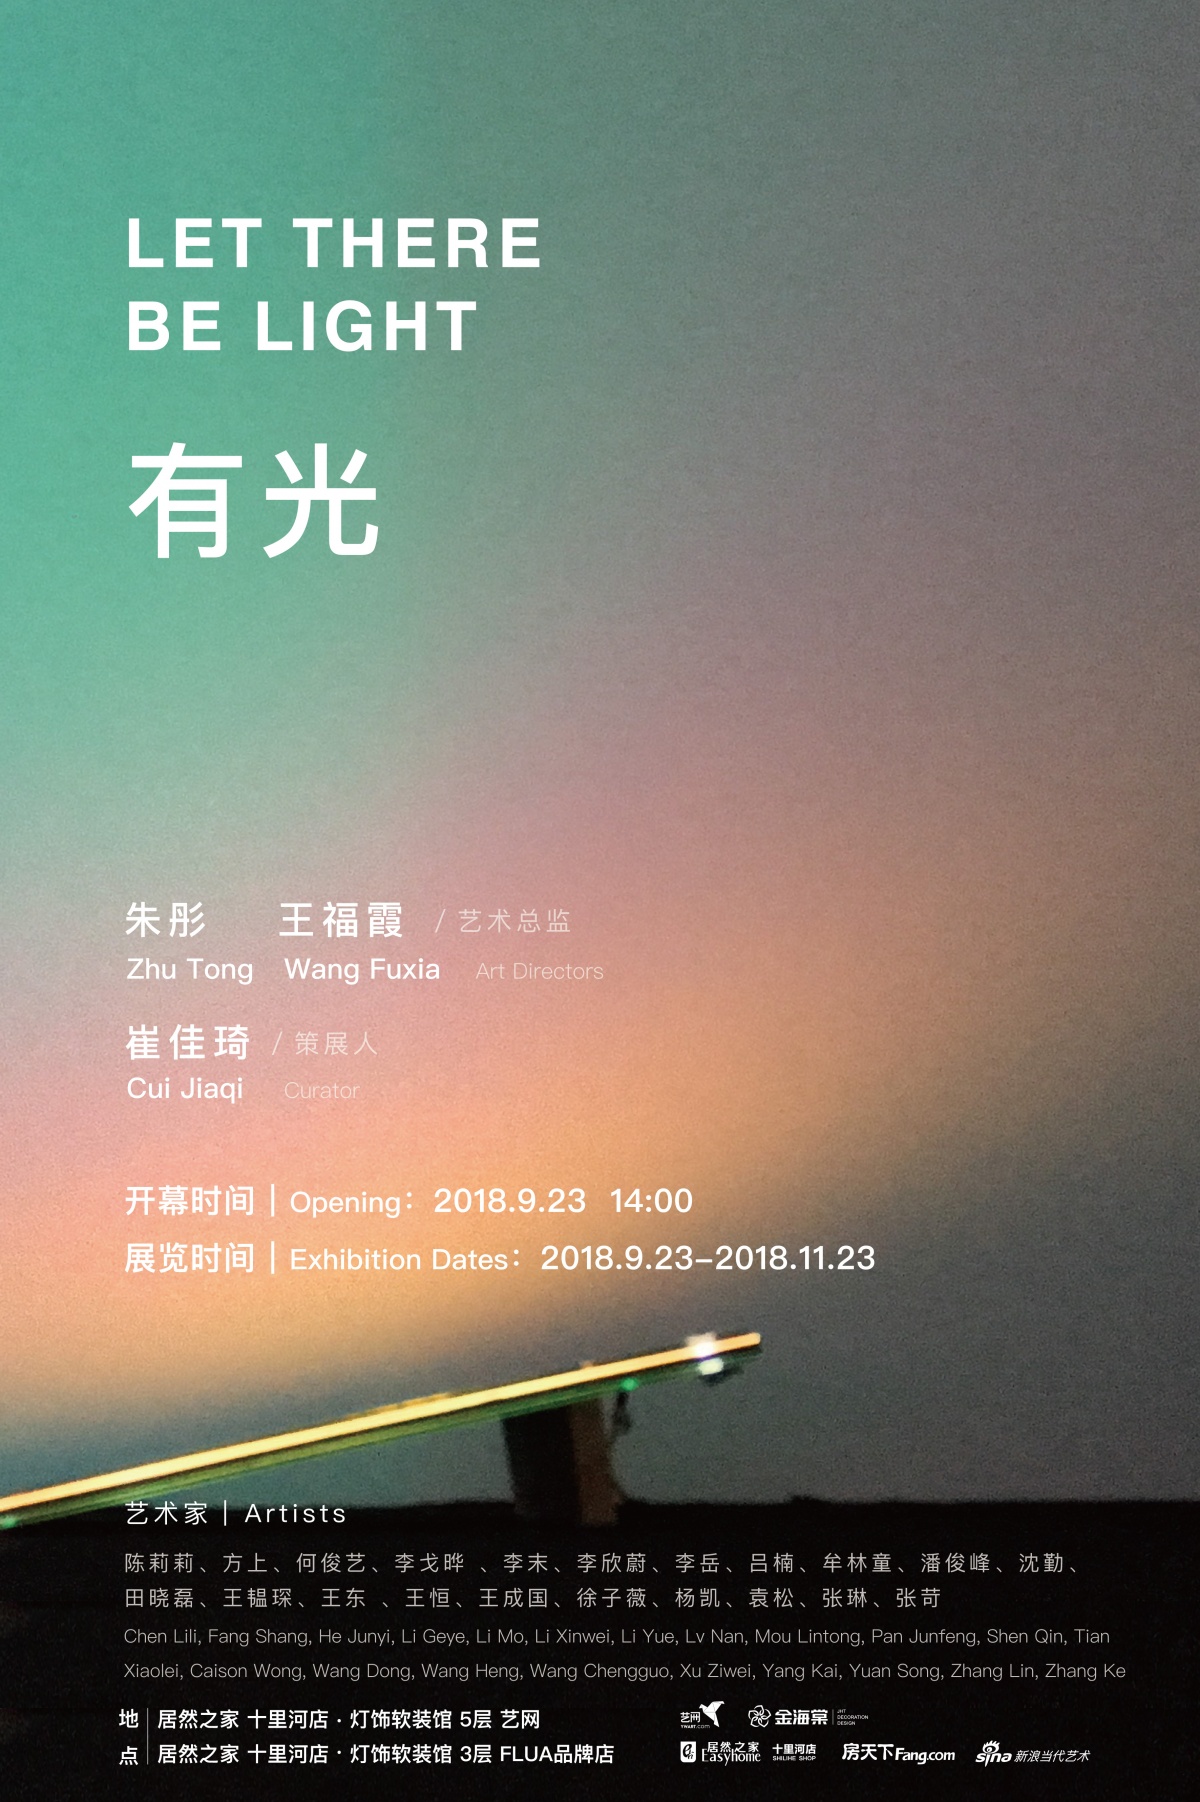 LET THERE
BE LIGHT
有光
朱彤 王福霞 / 艺术总监
Zhu Tong Wang Fuxia Art Directors
崔佳琦 / 策展人
Cui Jiaqi Curator
开幕时间 | Opening：2018.9.23 14:00
展览时间 | Exhibition Dates：2018.9.23–2018.11.23
艺术家 | Artists
陈莉莉、方上、何俊艺、李戈晔 、李末、李欣蔚、李岳、吕楠、牟林童、潘俊峰、沈勤、
田晓磊、王韫琛、王东 、王恒、王成国、徐子薇、杨凯、袁松、张琳、张苛
Chen Lili, Fang Shang, He Junyi, Li Geye, Li Mo, Li Xinwei, Li Yue, Lv Nan, Mou Lintong, Pan Junfeng, Shen Qin, Tian
Xiaolei, Caison Wong, Wang Dong, Wang Heng, Wang Chengguo, Xu Ziwei, Yang Kai, Yuan Song, Zhang Lin, Zhang Ke
地点 | 居然之家 十里河店 · 灯饰软装馆 5层 艺网
居然之家 十里河店 · 灯饰软装馆 3层 FLUA品牌店
艺网 YWART.com
金海棠 JHT DECORATION DESIGN
居然之家 Easyhome 十里河店 SHILIHE SHOP
房天下Fang.com
sina 新浪当代艺术